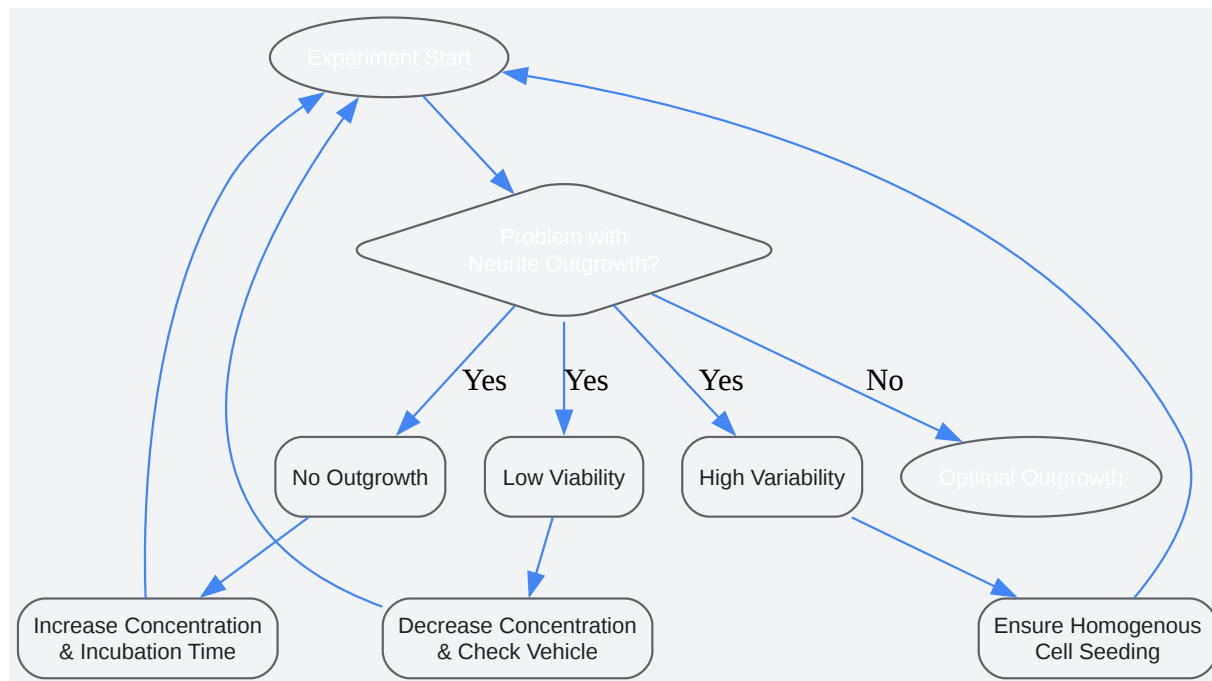 Experiment Start
Problem with
Neurite Outgrowth?
Yes
Yes
Yes
No
No Outgrowth
Low Viability
High Variability
Optimal Outgrowth
Increase Concentration
& Incubation Time
Decrease Concentration
& Check Vehicle
Ensure Homogenous
Cell Seeding